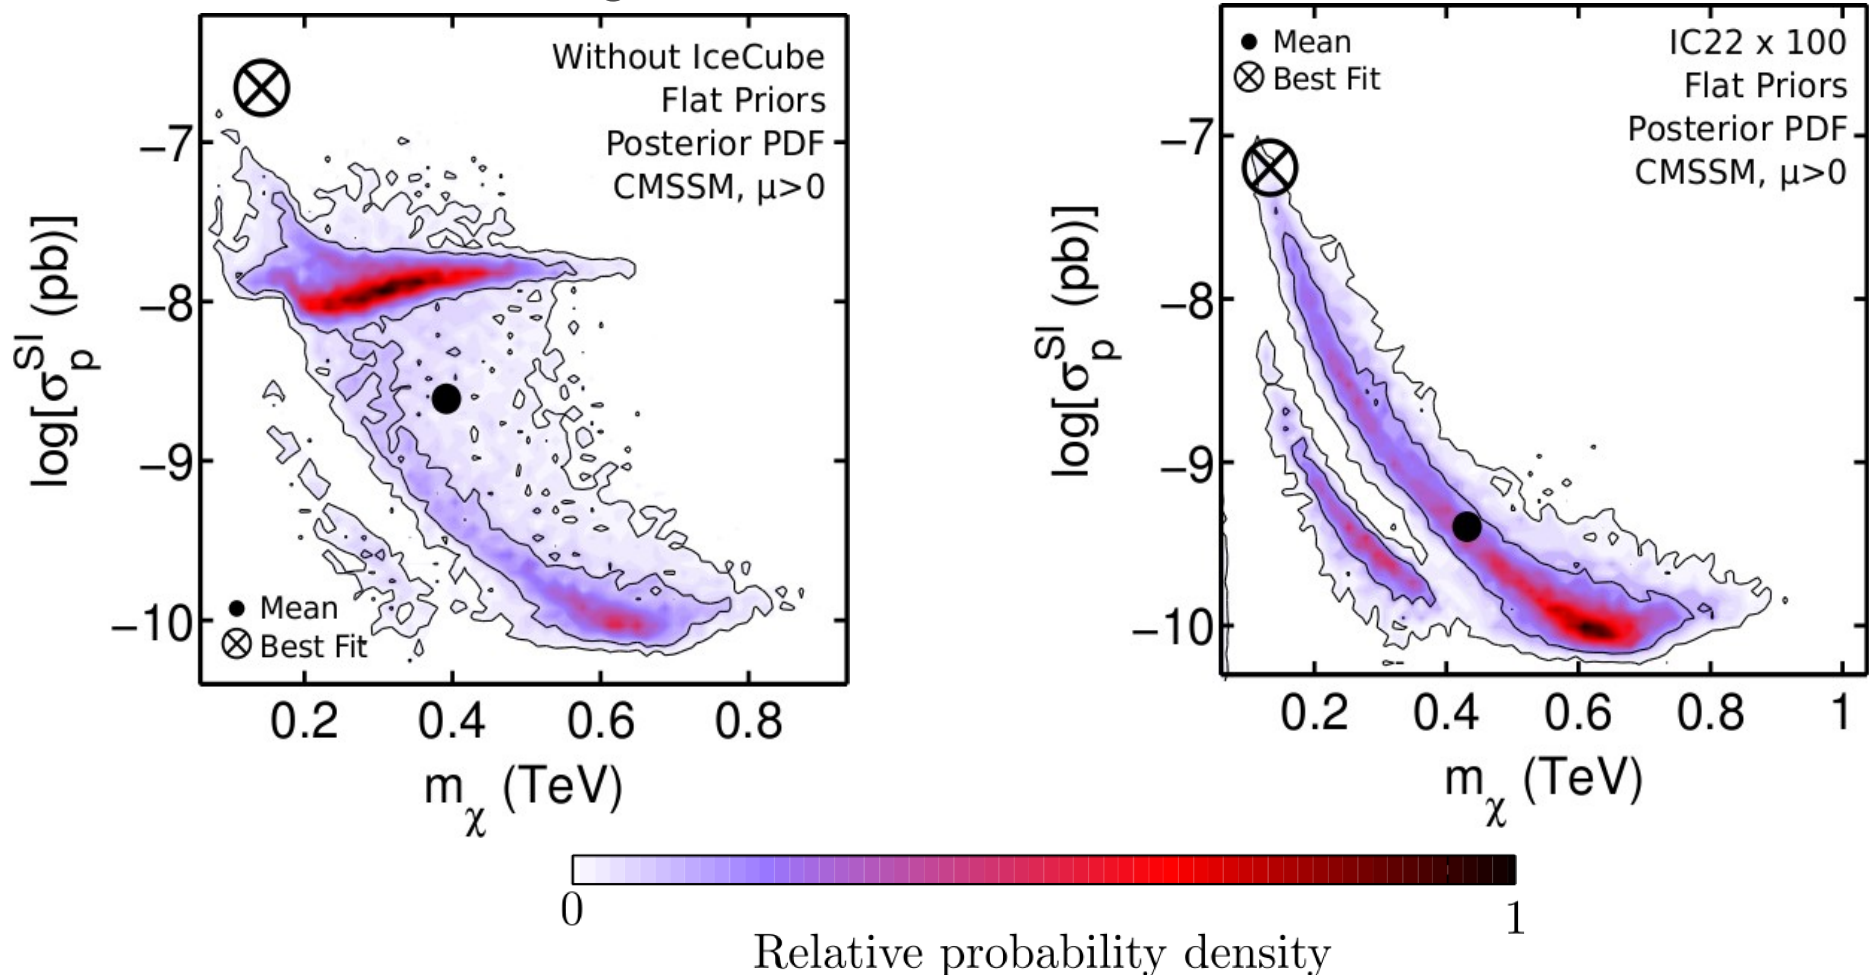 Without IceCube
Flat Priors
Posterior PDF
CMSSM, μ>0
−7
−8
−9
−10
log[σ_p^SI (pb)]
Mean
Best Fit
0.2 0.4 0.6 0.8
m_χ (TeV)
Mean
Best Fit
IC22 x 100
Flat Priors
Posterior PDF
CMSSM, μ>0
−7
−8
−9
−10
log[σ_p^SI (pb)]
0.2 0.4 0.6 0.8 1
m_χ (TeV)
0 1
Relative probability density